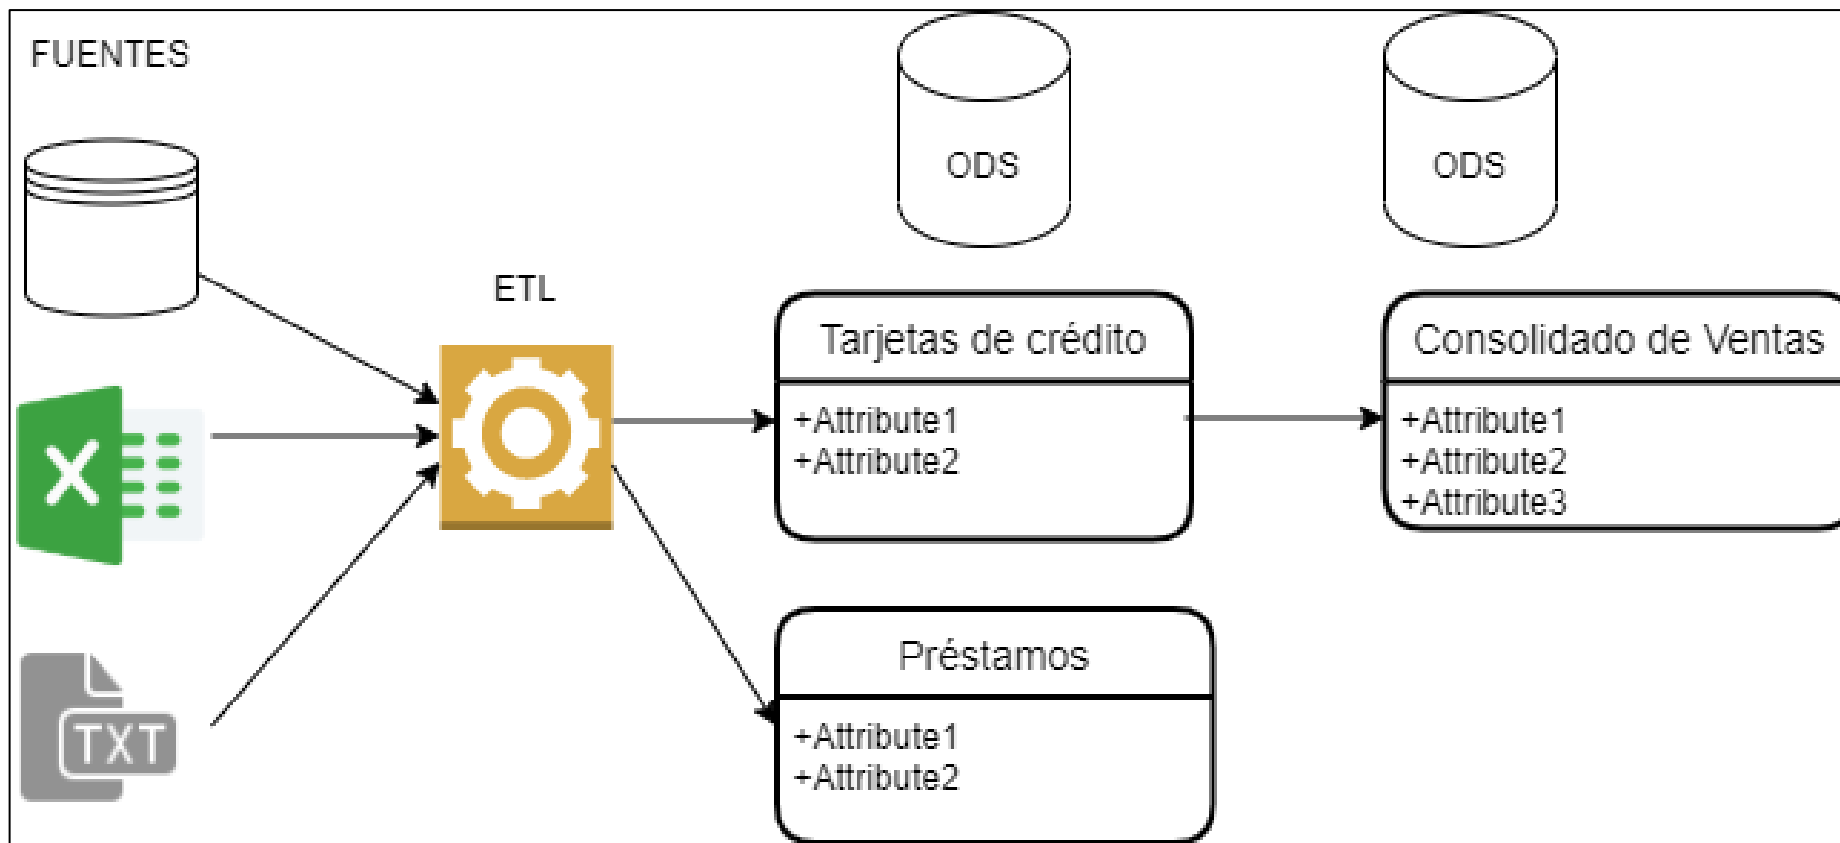 FUENTES
ODS
ODS
ETL
Tarjetas de crédito
+Attribute1
+Attribute2
Consolidado de Ventas
+Attribute1
+Attribute2
+Attribute3
X
TXT
Préstamos
+Attribute1
+Attribute2